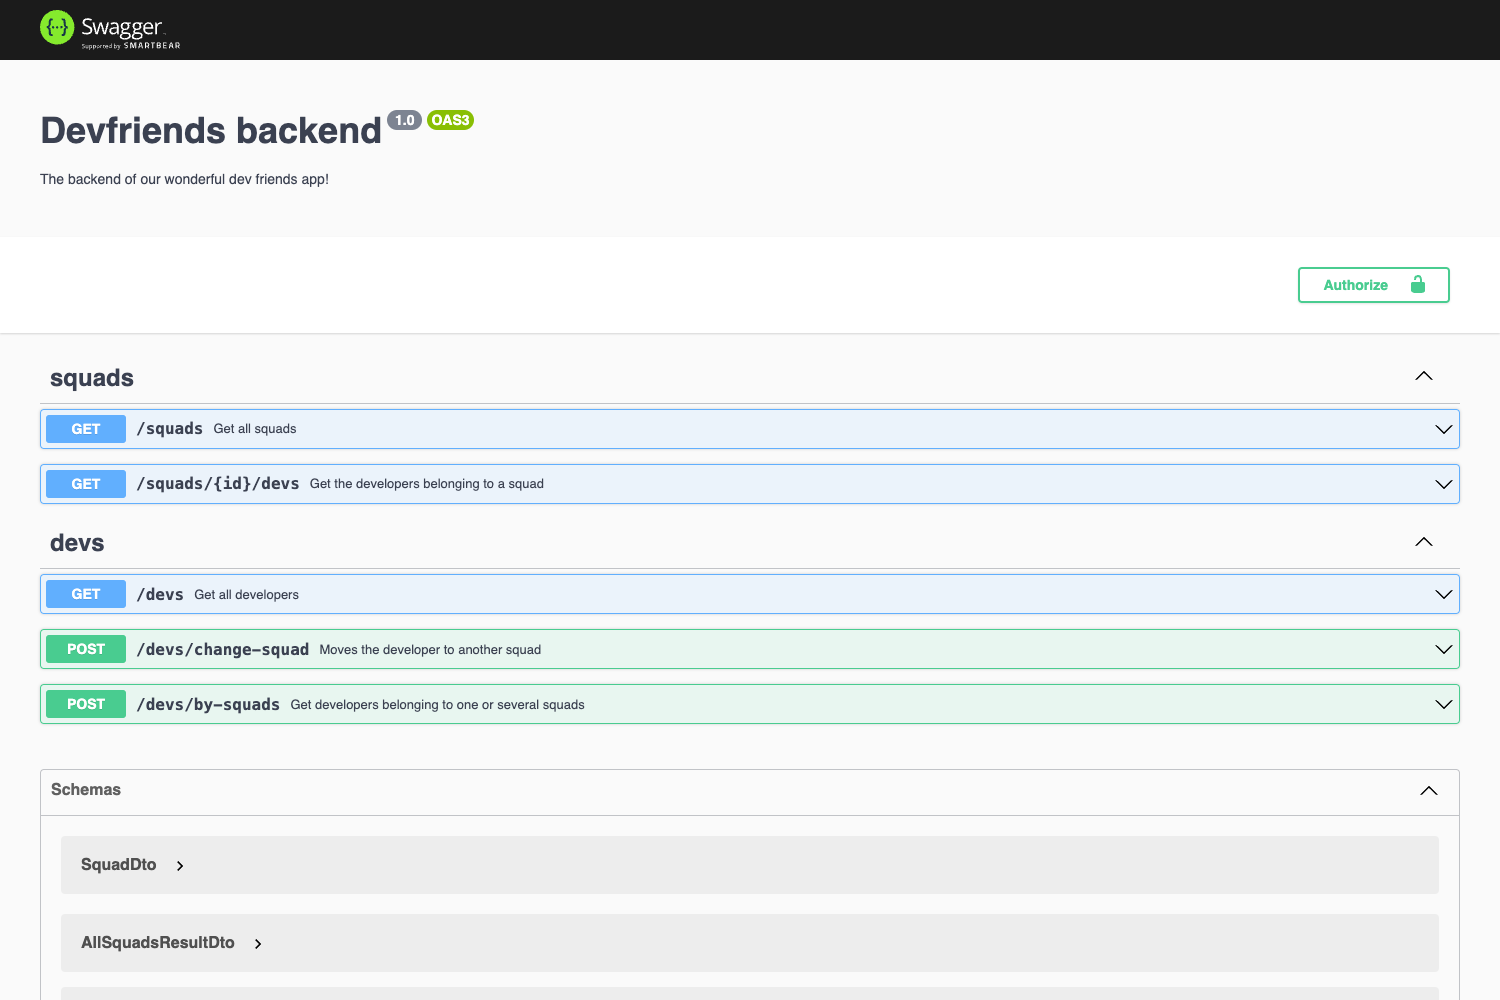 Swagger
Supported by SMARTBEAR
Devfriends backend 1.0 OAS3
The backend of our wonderful dev friends app!
Authorize
squads
GET /squads Get all squads
GET /squads/{id}/devs Get the developers belonging to a squad
devs
GET /devs Get all developers
POST /devs/change-squad Moves the developer to another squad
POST /devs/by-squads Get developers belonging to one or several squads
Schemas
SquadDto
AllSquadsResultDto